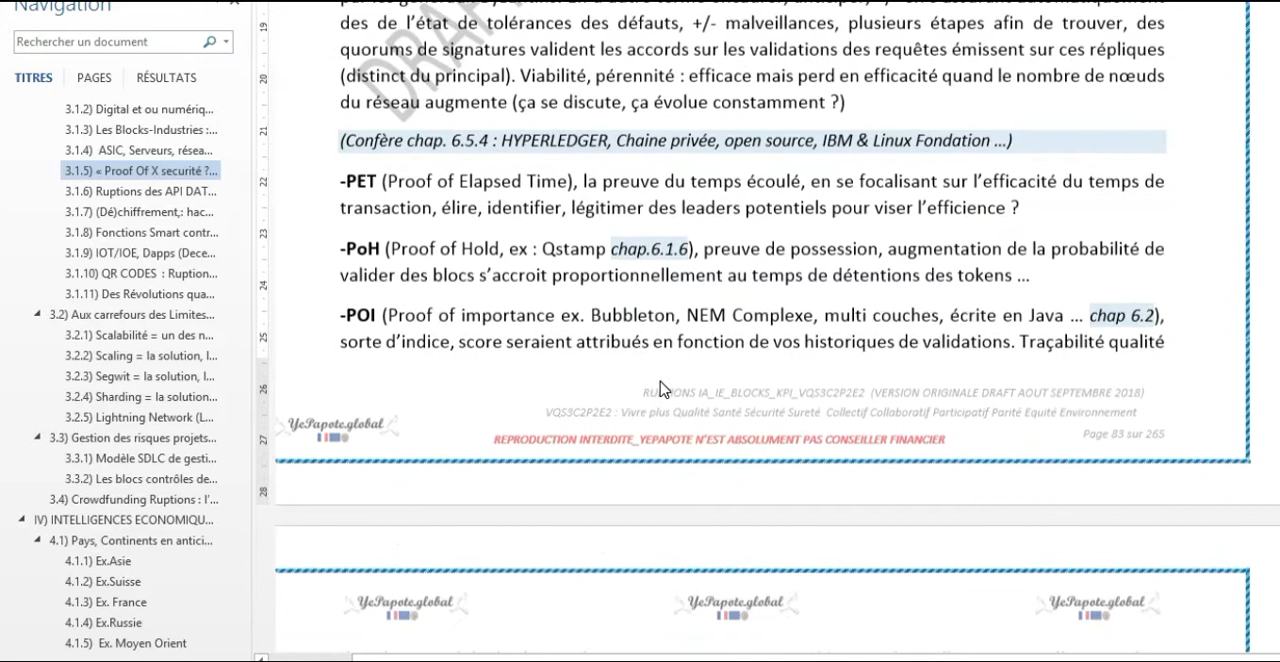 Navigation
Rechercher un document
TITRES PAGES RÉSULTATS
3.1.2) Digital et ou numériq...
3.1.3) Les Blocks-Industries :...
3.1.4) ASIC, Serveurs, résea...
3.1.5) « Proof Of X securité ?...
3.1.6) Ruptions des API DAT...
3.1.7) (Dé)chiffrement,: hac...
3.1.8) Fonctions Smart contr...
3.1.9) IOT/IOE, Dapps (Dece...
3.1.10) QR CODES : Ruption...
3.1.11) Des Révolutions qua...
3.2) Aux carrefours des Limites...
3.2.1) Scalabilité = un des n...
3.2.2) Scaling = la solution, l...
3.2.3) Segwit = la solution, l...
3.2.4) Sharding = la solution...
3.2.5) Lightning Network (L...
3.3) Gestion des risques projets...
3.3.1) Modèle SDLC de gesti...
3.3.2) Les blocs contrôles de...
3.4) Crowdfunding Ruptions : l'...
IV) INTELLIGENCES ECONOMIQU...
4.1) Pays, Continents en antici...
4.1.1) Ex.Asie
4.1.2) Ex.Suisse
4.1.3) Ex. France
4.1.4) Ex.Russie
4.1.5) Ex. Moyen Orient
19
20
21
22
23
24
25
26
27
28
des de l'état de tolérances des défauts, +/- malveillances, plusieurs étapes afin de trouver, des
quorums de signatures valident les accords sur les validations des requêtes émissent sur ces répliques
(distinct du principal). Viabilité, pérennité : efficace mais perd en efficacité quand le nombre de nœuds
du réseau augmente (ça se discute, ça évolue constamment ?)
(Confère chap. 6.5.4 : HYPERLEDGER, Chaine privée, open source, IBM & Linux Fondation ...)
-PET (Proof of Elapsed Time), la preuve du temps écoulé, en se focalisant sur l'efficacité du temps de
transaction, élire, identifier, légitimer des leaders potentiels pour viser l'efficience ?
-PoH (Proof of Hold, ex : Qstamp chap.6.1.6), preuve de possession, augmentation de la probabilité de
valider des blocs s'accroit proportionnellement au temps de détentions des tokens ...
-POI (Proof of importance ex. Bubbleton, NEM Complexe, multi couches, écrite en Java ... chap 6.2),
sorte d'indice, score seraient attribués en fonction de vos historiques de validations. Traçabilité qualité
IA_IE_BLOCKS_KPI_VQS3C2P2E2 (VERSION ORIGINALE DRAFT AOUT SEPTEMBRE 2018)
VQS3C2P2E2 : Vivre plus Qualité Santé Sécurité Sureté Collectif Collaboratif Participatif Parité Equité Environnement
YePapote.global
REPRODUCTION INTERDITE_YEPAPOTE N'EST ABSOLUMENT PAS CONSEILLER FINANCIER
Page 83 sur 265
YePapote.global YePapote.global YePapote.global